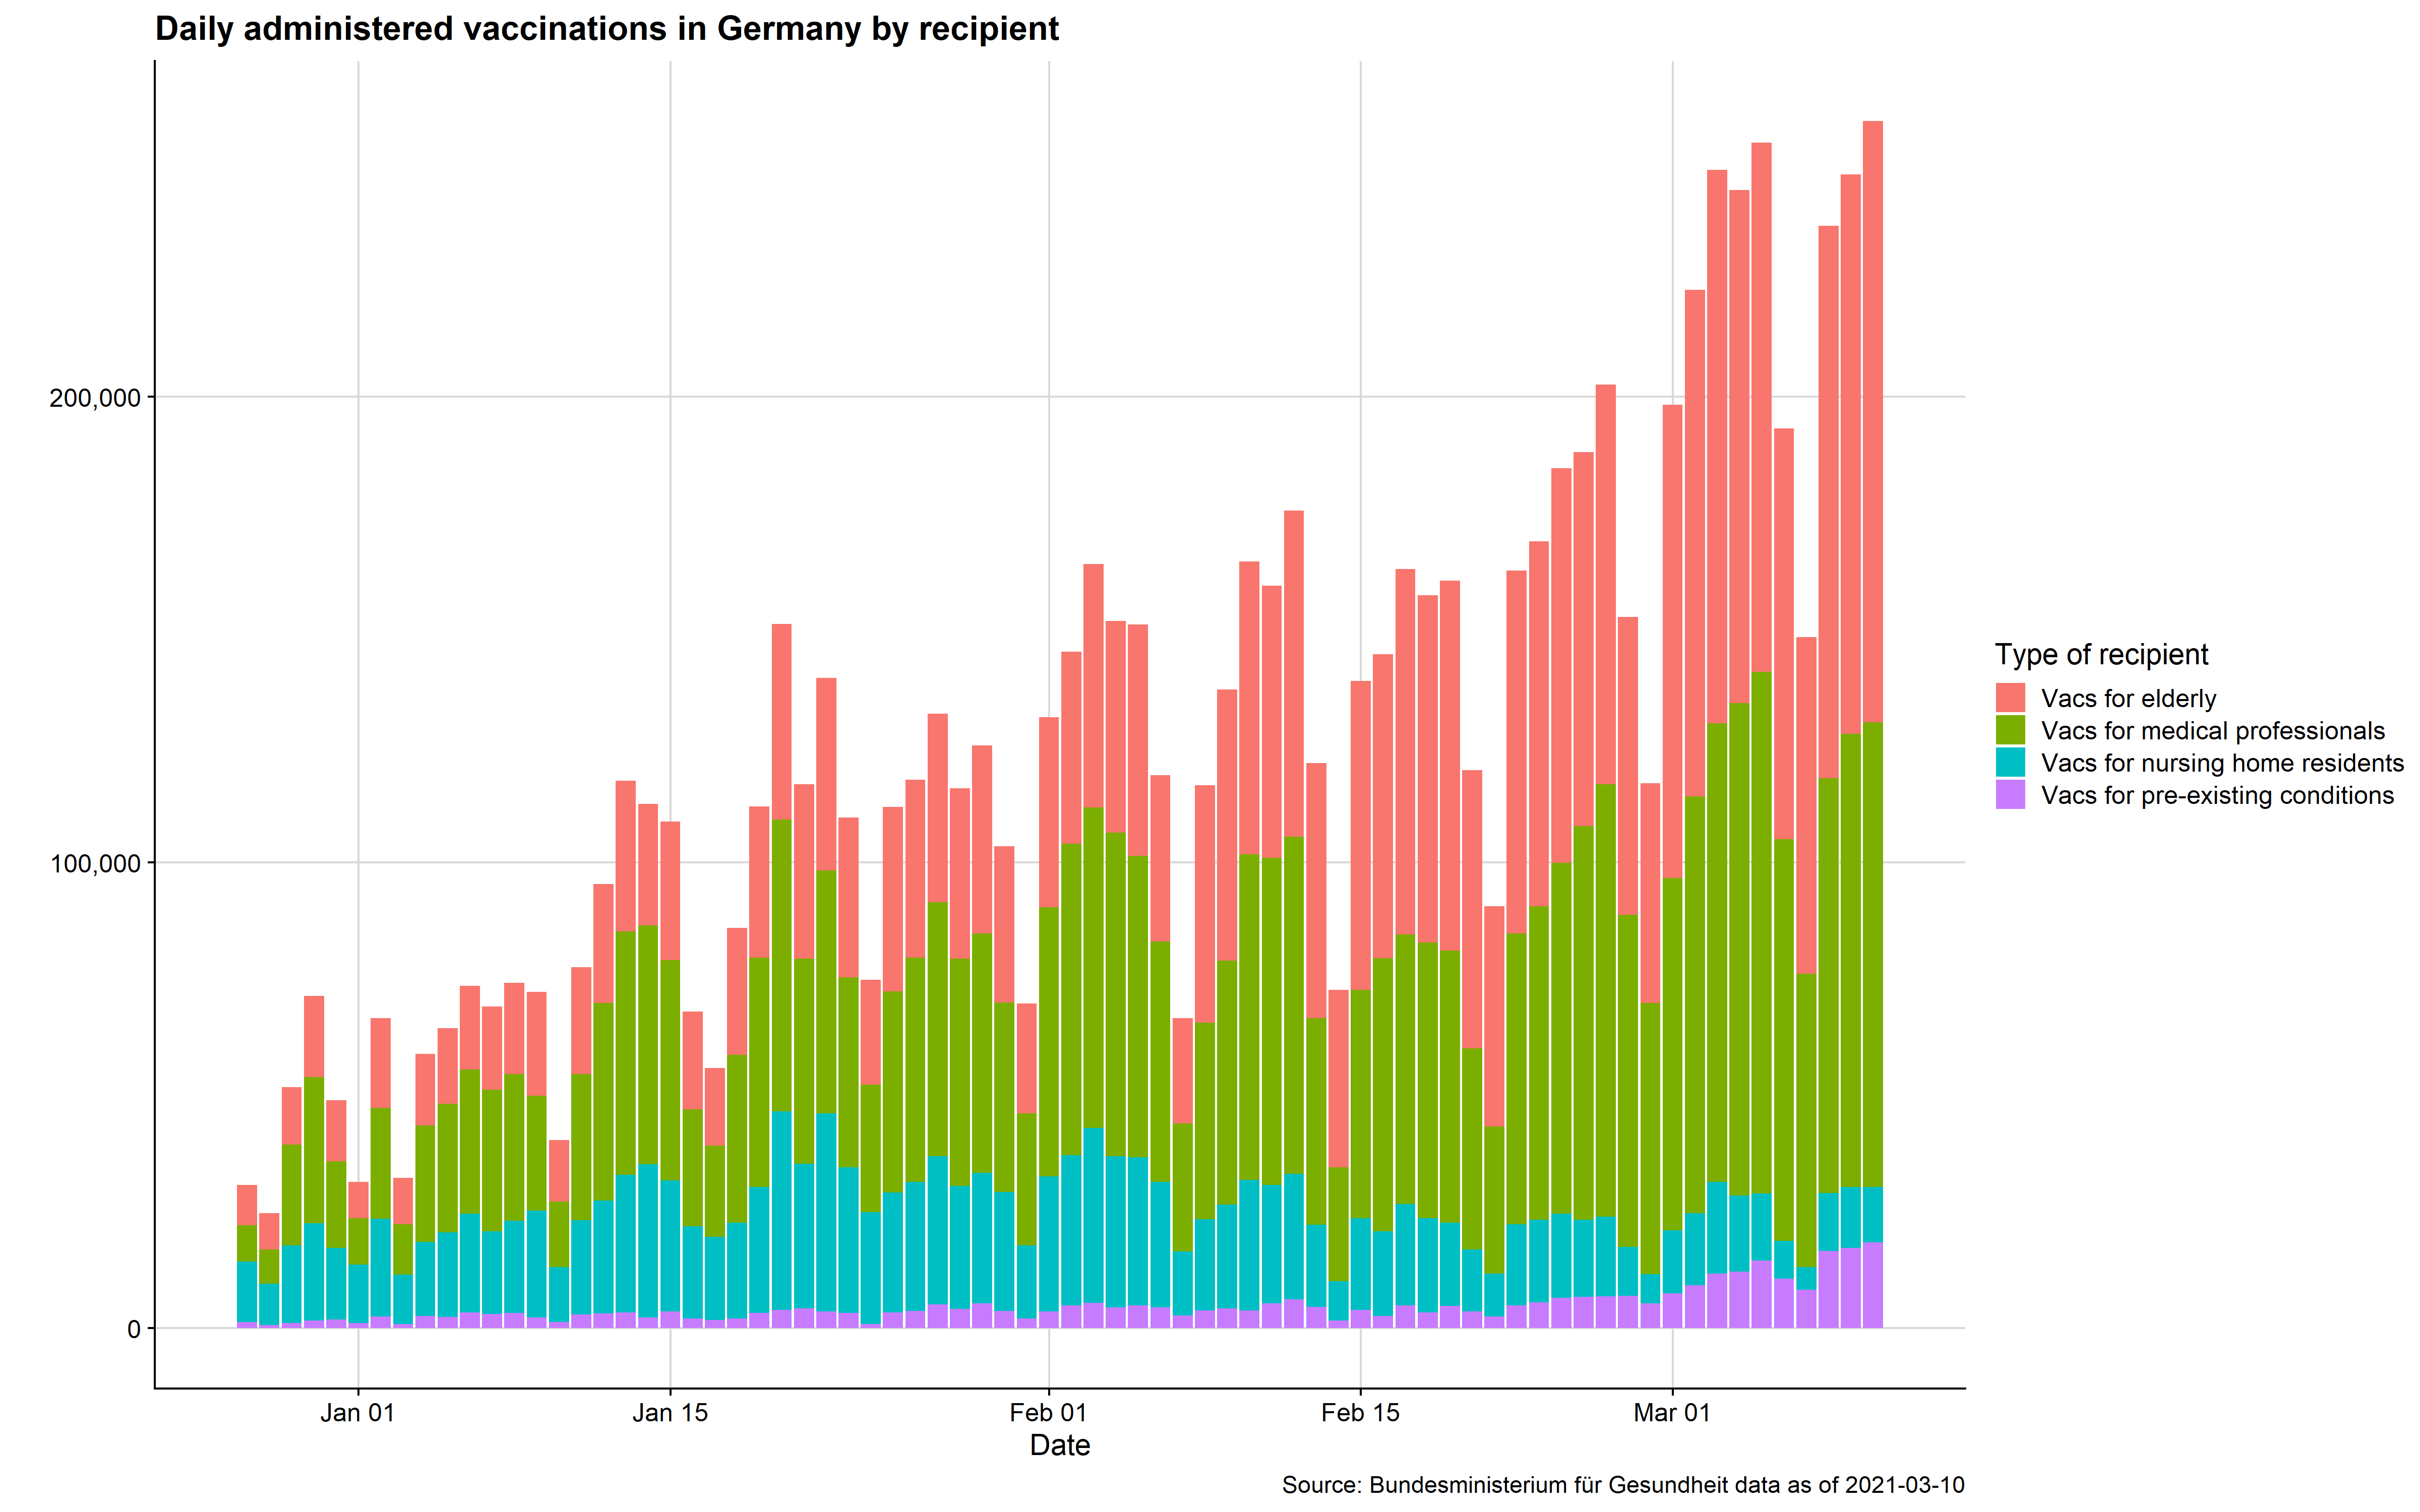 Daily administered vaccinations in Germany by recipient
200,000
100,000
0
Jan 01 Jan 15 Feb 01 Feb 15 Mar 01
Date
Type of recipient
Vacs for elderly
Vacs for medical professionals
Vacs for nursing home residents
Vacs for pre-existing conditions
Source: Bundesministerium für Gesundheit data as of 2021-03-10